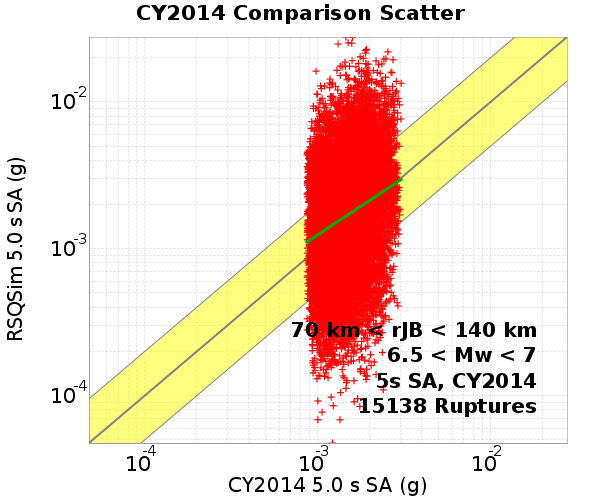 CY2014 Comparison Scatter
RSQSim 5.0 s SA (g)
10-2
10-3
10-4
70 km < rJB < 140 km
6.5 < Mw < 7
5s SA, CY2014
15138 Ruptures
10-4 10-3 10-2
CY2014 5.0 s SA (g)